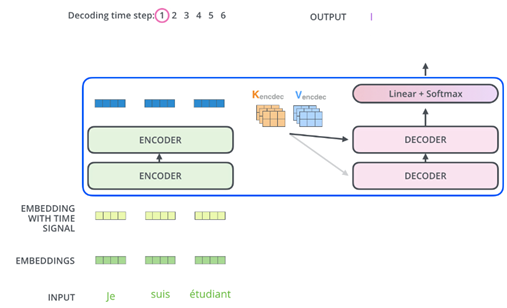 Decoding time step: 1 2 3 4 5 6
OUTPUT I
Kencdec Vencdec
Linear + Softmax
ENCODER
DECODER
ENCODER
DECODER
EMBEDDING
WITH TIME
SIGNAL
EMBEDDINGS
INPUT Je suis étudiant